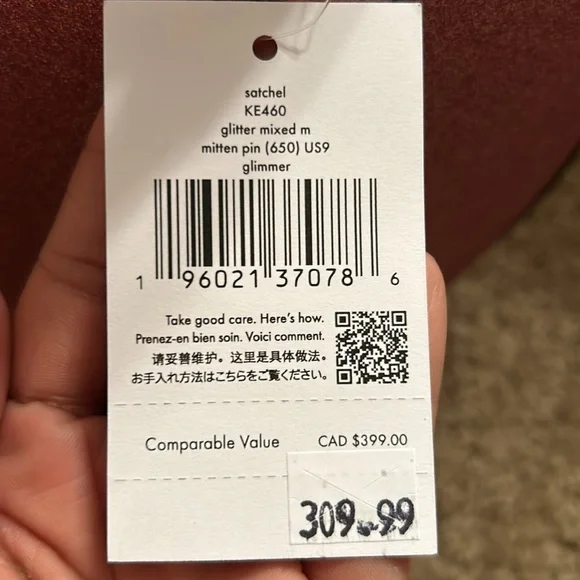 satchel
KE460
glitter mixed m
mitten pin (650) US9
glimmer
1 96021 37078 6
Take good care. Here's how.
Prenez-en bien soin. Voici comment.
请妥善维护。这里是具体做法。
お手入れ方法はこちらをご覧ください。
Comparable Value CAD $399.00
309.99